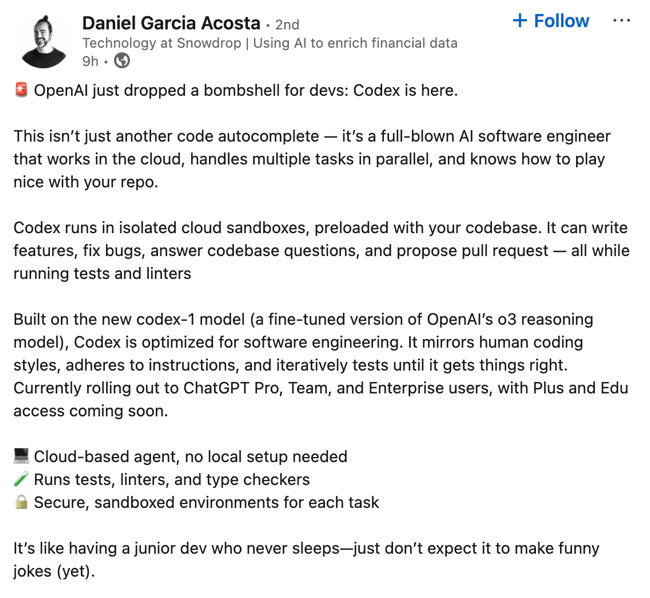 Daniel Garcia Acosta · 2nd
+ Follow ...
Technology at Snowdrop | Using AI to enrich financial data
9h ·
🚨 OpenAI just dropped a bombshell for devs: Codex is here.
This isn’t just another code autocomplete — it’s a full-blown AI software engineer
that works in the cloud, handles multiple tasks in parallel, and knows how to play
nice with your repo.
Codex runs in isolated cloud sandboxes, preloaded with your codebase. It can write
features, fix bugs, answer codebase questions, and propose pull request — all while
running tests and linters
Built on the new codex-1 model (a fine-tuned version of OpenAI’s o3 reasoning
model), Codex is optimized for software engineering. It mirrors human coding
styles, adheres to instructions, and iteratively tests until it gets things right.
Currently rolling out to ChatGPT Pro, Team, and Enterprise users, with Plus and Edu
access coming soon.
💻 Cloud-based agent, no local setup needed
🧪 Runs tests, linters, and type checkers
🔒 Secure, sandboxed environments for each task
It’s like having a junior dev who never sleeps—just don’t expect it to make funny
jokes (yet).